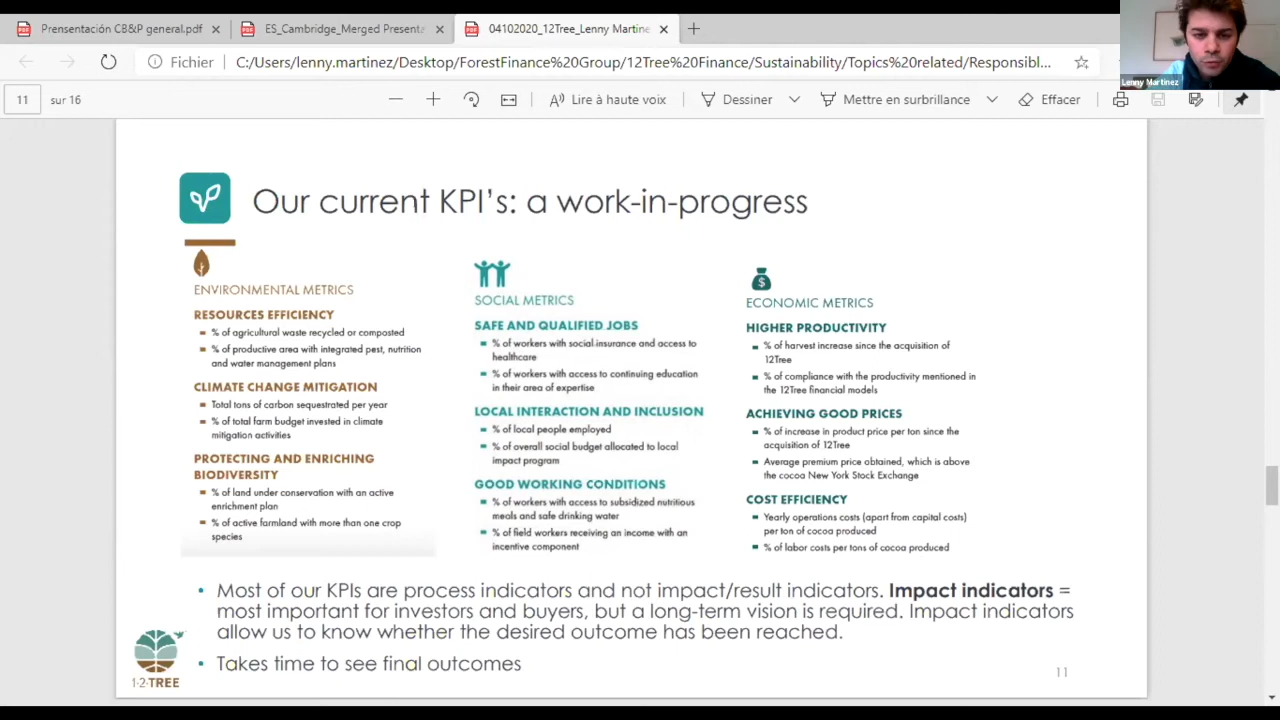 Prensentación CB&P general.pdf
ES_Cambridge_Merged Presenta
04102020_12Tree_Lenny Martine
Fichier
C:/Users/lenny.martinez/Desktop/ForestFinance%20Group/12Tree%20Finance/Sustainability/Topics%20related/Responsibl...
Lenny Martinez
11 sur 16
Lire à haute voix
Dessiner
Mettre en surbrillance
Effacer
Our current KPI's: a work-in-progress
ENVIRONMENTAL METRICS
RESOURCES EFFICIENCY
% of agricultural waste recycled or composted
% of productive area with integrated pest, nutrition
and water management plans
CLIMATE CHANGE MITIGATION
Total tons of carbon sequestrated per year
% of total farm budget invested in climate
mitigation activities
PROTECTING AND ENRICHING
BIODIVERSITY
% of land under conservation with an active
enrichment plan
% of active farmland with more than one crop
species
SOCIAL METRICS
SAFE AND QUALIFIED JOBS
% of workers with social insurance and access to
healthcare
% of workers with access to continuing education
in their area of expertise
LOCAL INTERACTION AND INCLUSION
% of local people employed
% of overall social budget allocated to local
impact program
GOOD WORKING CONDITIONS
% of workers with access to subsidized nutritious
meals and safe drinking water
% of field workers receiving an income with an
incentive component
$
ECONOMIC METRICS
HIGHER PRODUCTIVITY
% of harvest increase since the acquisition of
12Tree
% of compliance with the productivity mentioned in
the 12Tree financial models
ACHIEVING GOOD PRICES
% of increase in product price per ton since the
acquisition of 12Tree
Average premium price obtained, which is above
the cocoa New York Stock Exchange
COST EFFICIENCY
Yearly operations costs (apart from capital costs)
per ton of cocoa produced
% of labor costs per tons of cocoa produced
• Most of our KPIs are process indicators and not impact/result indicators. Impact indicators =
most important for investors and buyers, but a long-term vision is required. Impact indicators
allow us to know whether the desired outcome has been reached.
• Takes time to see final outcomes
1·2·TREE
11